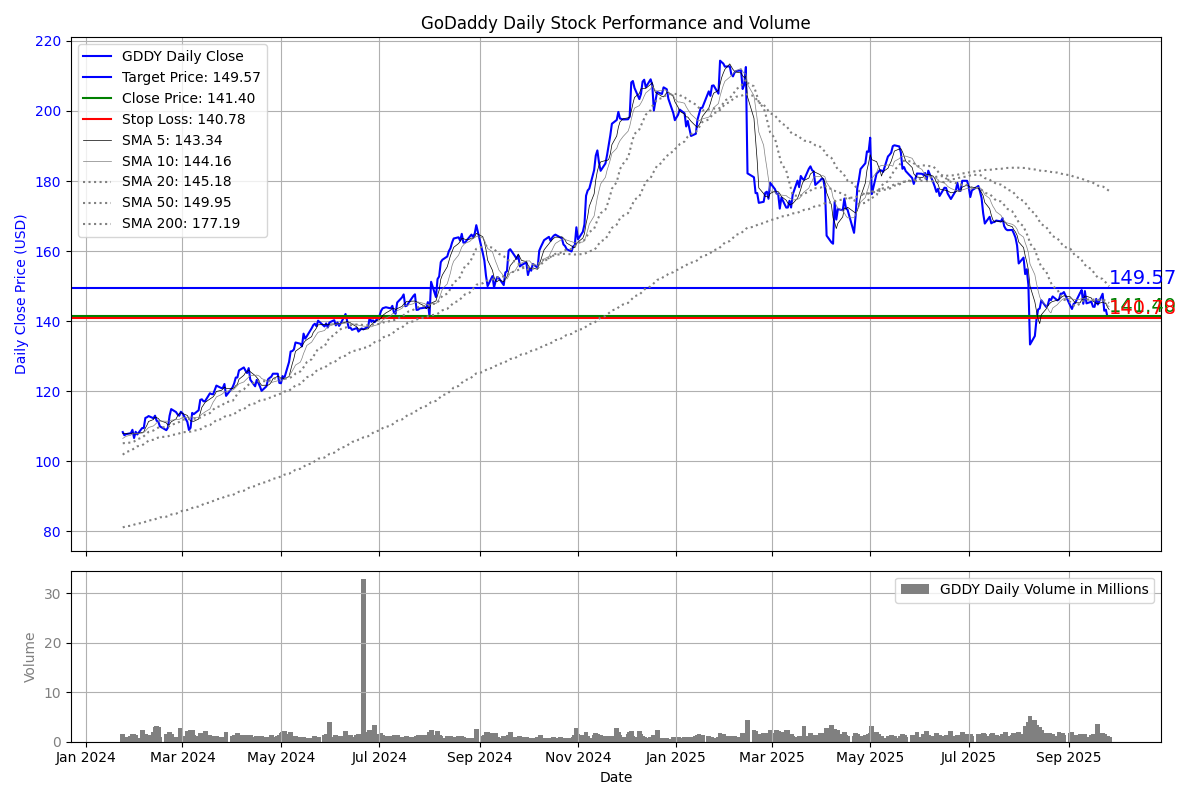 GoDaddy Daily Stock Performance and Volume
220
200
180
160
140
120
100
80
Daily Close Price (USD)
GDDY Daily Close
Target Price: 149.57
Close Price: 141.40
Stop Loss: 140.78
SMA 5: 143.34
SMA 10: 144.16
SMA 20: 145.18
SMA 50: 149.95
SMA 200: 177.19
149.57
141.40
140.78
30
20
10
0
Volume
GDDY Daily Volume in Millions
Jan 2024 Mar 2024 May 2024 Jul 2024 Sep 2024 Nov 2024 Jan 2025 Mar 2025 May 2025 Jul 2025 Sep 2025
Date